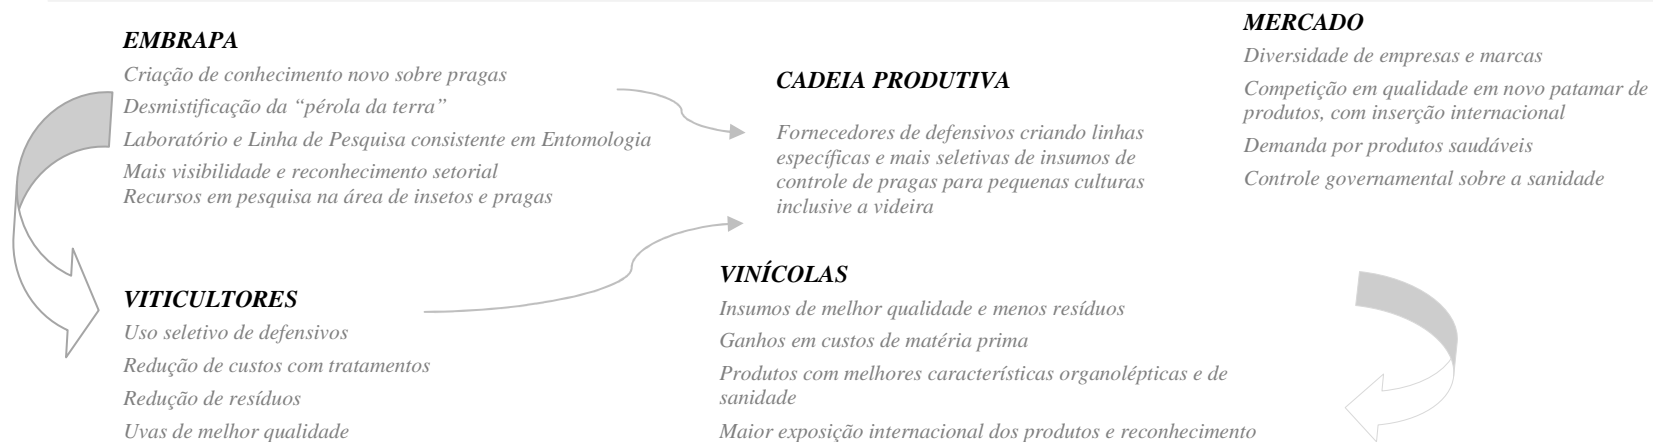 EMBRAPA
Criação de conhecimento novo sobre pragas
Desmistificação da “pérola da terra”
Laboratório e Linha de Pesquisa consistente em Entomologia
Mais visibilidade e reconhecimento setorial
Recursos em pesquisa na área de insetos e pragas
VITICULTORES
Uso seletivo de defensivos
Redução de custos com tratamentos
Redução de resíduos
Uvas de melhor qualidade
CADEIA PRODUTIVA
Fornecedores de defensivos criando linhas
específicas e mais seletivas de insumos de
controle de pragas para pequenas culturas
inclusive a videira
VINÍCOLAS
Insumos de melhor qualidade e menos resíduos
Ganhos em custos de matéria prima
Produtos com melhores características organolépticas e de
sanidade
Maior exposição internacional dos produtos e reconhecimento
MERCADO
Diversidade de empresas e marcas
Competição em qualidade em novo patamar de
produtos, com inserção internacional
Demanda por produtos saudáveis
Controle governamental sobre a sanidade